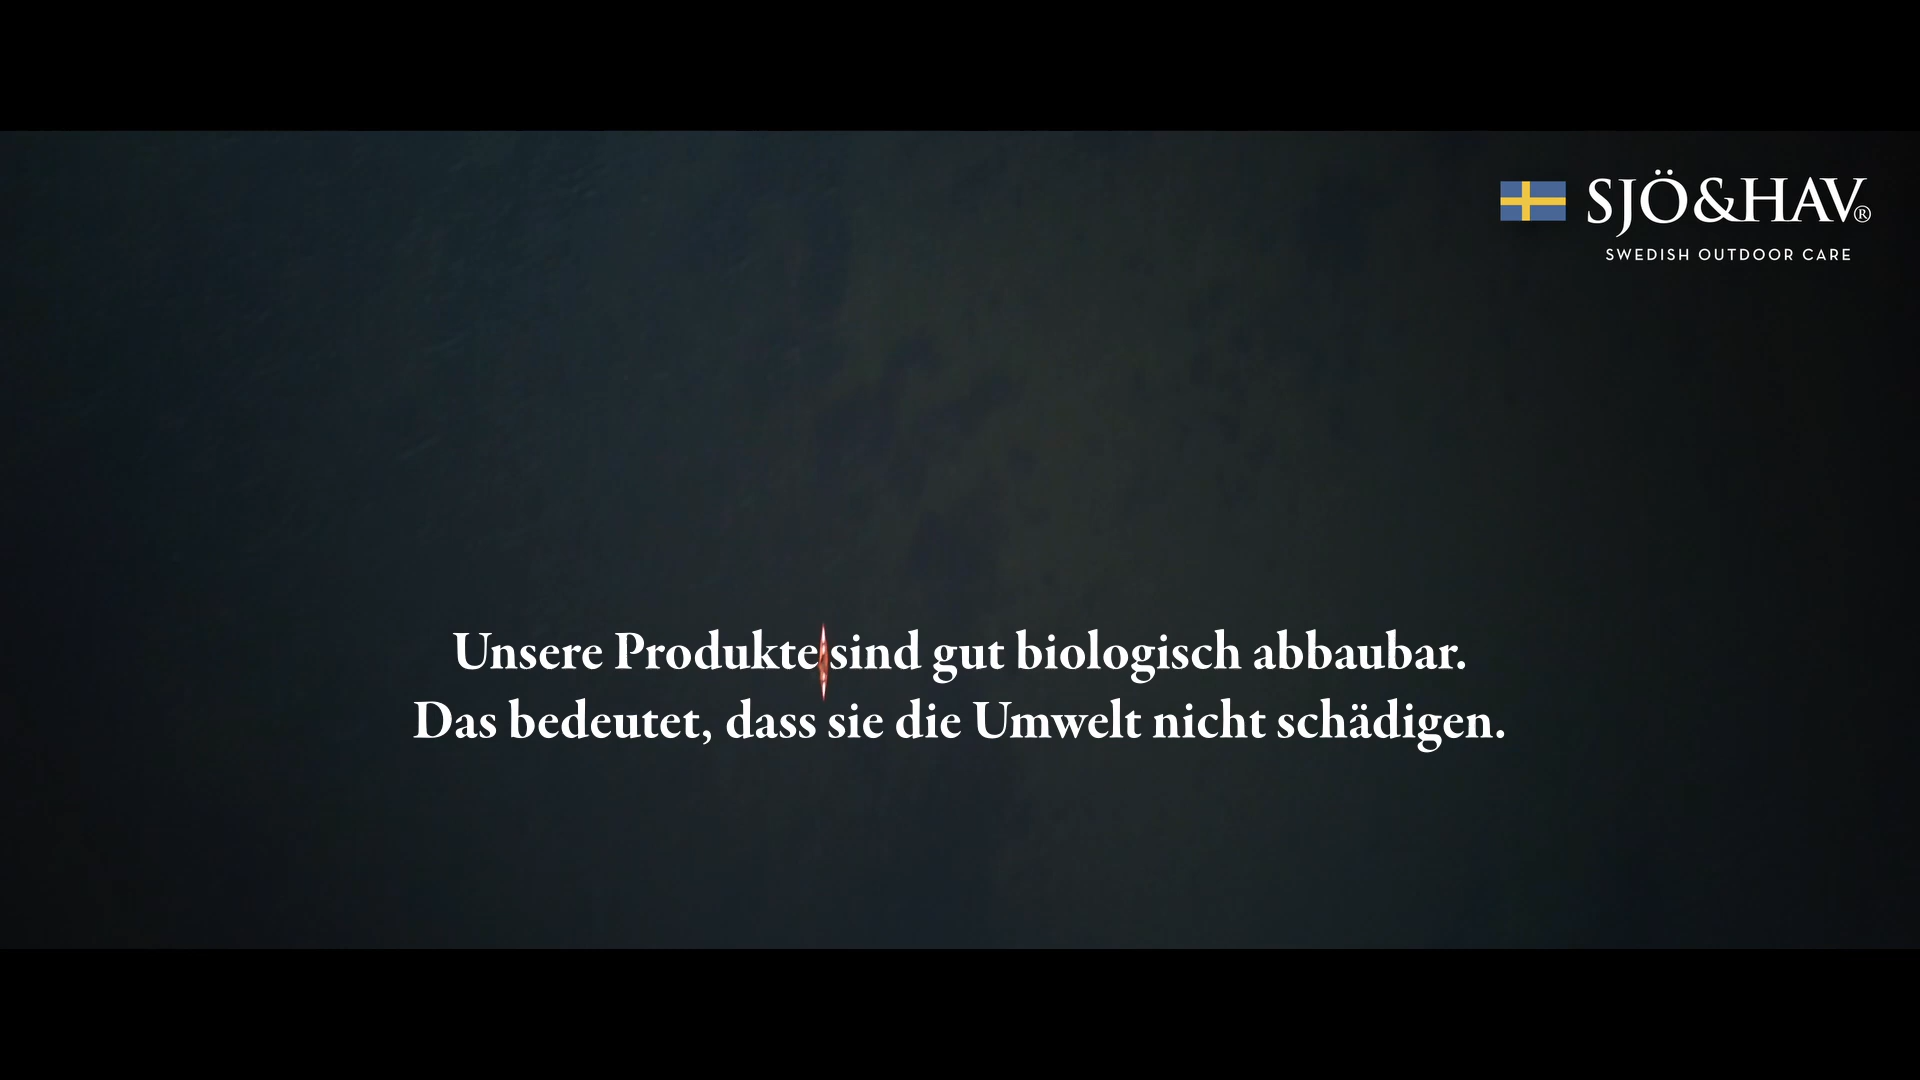 SJÖ&HAV®
SWEDISH OUTDOOR CARE
Unsere Produkte sind gut biologisch abbaubar.
Das bedeutet, dass sie die Umwelt nicht schädigen.